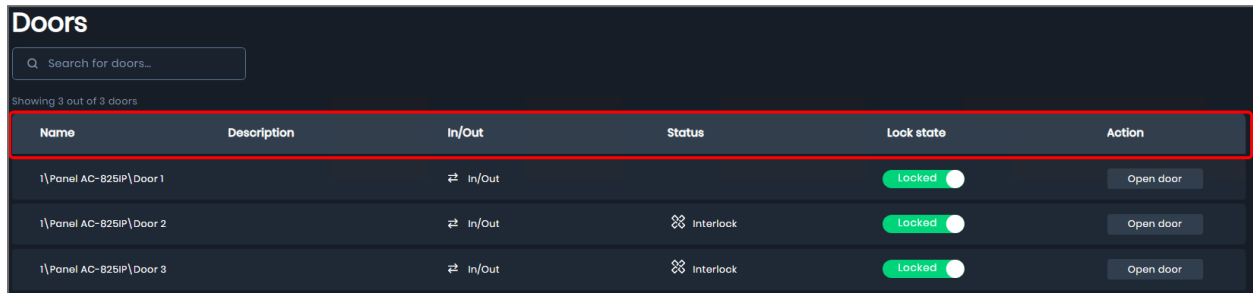 Doors
Search for doors...
Showing 3 out of 3 doors
Name Description In/Out Status Lock state Action
1\Panel AC-825IP\Door 1 In/Out Locked Open door
1\Panel AC-825IP\Door 2 In/Out Interlock Locked Open door
1\Panel AC-825IP\Door 3 In/Out Interlock Locked Open door